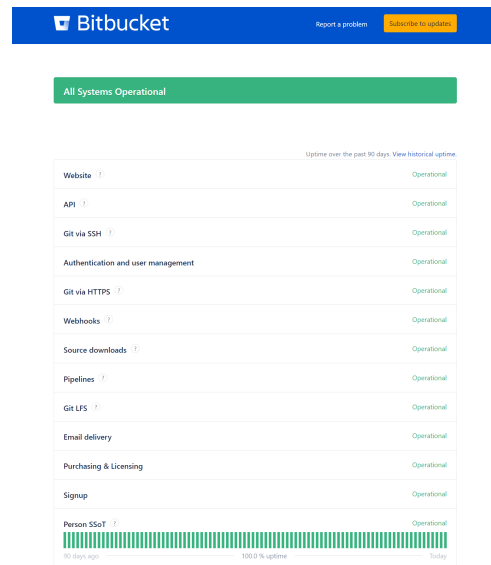 Bitbucket
Report a problem
Subscribe to updates
All Systems Operational
Uptime over the past 90 days. View historical uptime.
Website ? Operational
API ? Operational
Git via SSH ? Operational
Authentication and user management Operational
Git via HTTPS ? Operational
Webhooks ? Operational
Source downloads ? Operational
Pipelines ? Operational
Git LFS ? Operational
Email delivery Operational
Purchasing & Licensing Operational
Signup Operational
Person SSoT ? Operational
90 days ago 100.0 % uptime Today